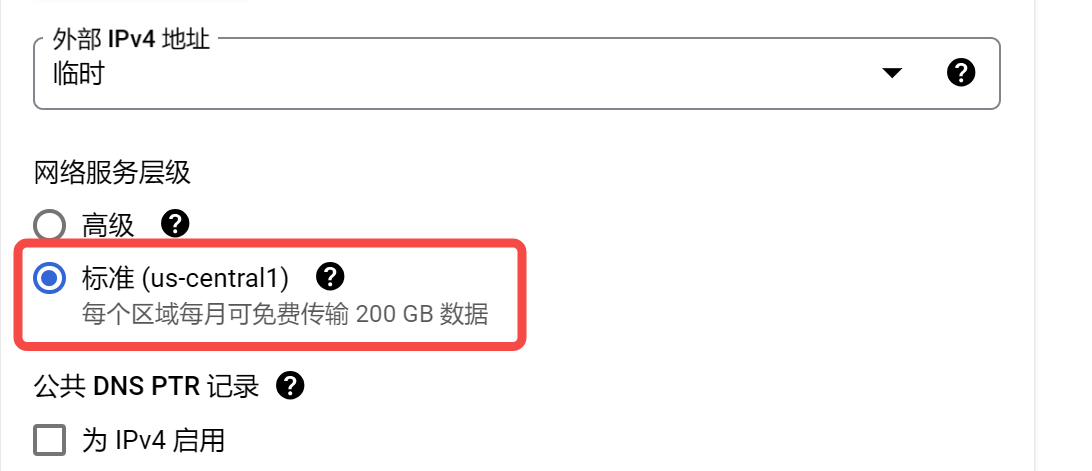 外部 IPv4 地址
临时
网络服务层级
高级
标准 (us-central1)
每个区域每月可免费传输 200 GB 数据
公共 DNS PTR 记录
为 IPv4 启用